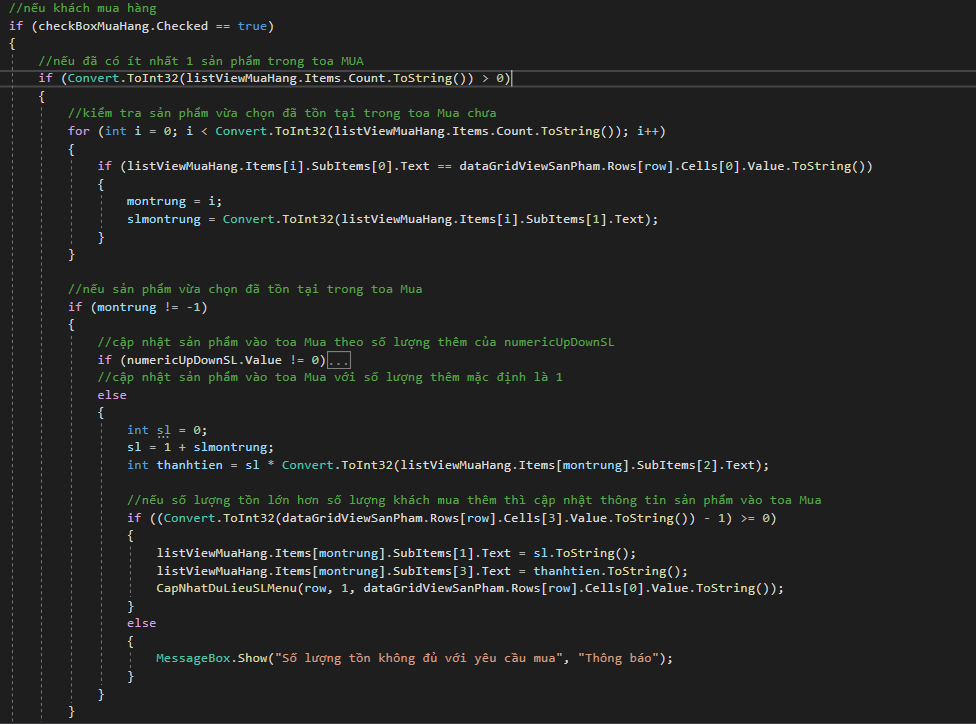 //nếu khách mua hàng
if (checkBoxMuaHang.Checked == true)
{
//nếu đã có ít nhất 1 sản phẩm trong toa MUA
if (Convert.ToInt32(listViewMuaHang.Items.Count.ToString()) > 0)
{
//kiểm tra sản phẩm vừa chọn đã tồn tại trong toa Mua chưa
for (int i = 0; i < Convert.ToInt32(listViewMuaHang.Items.Count.ToString()); i++)
{
if (listViewMuaHang.Items[i].SubItems[0].Text == dataGridViewSanPham.Rows[row].Cells[0].Value.ToString())
{
montrung = i;
slmontrung = Convert.ToInt32(listViewMuaHang.Items[i].SubItems[1].Text);
}
}
//nếu sản phẩm vừa chọn đã tồn tại trong toa Mua
if (montrung != -1)
{
//cập nhật sản phẩm vào toa Mua theo số lượng thêm của numericUpDownSL
if (numericUpDownSL.Value != 0)...
//cập nhật sản phẩm vào toa Mua với số lượng thêm mặc định là 1
else
{
int sl = 0;
sl = 1 + slmontrung;
int thanhtien = sl * Convert.ToInt32(listViewMuaHang.Items[montrung].SubItems[2].Text);
//nếu số lượng tồn lớn hơn số lượng khách mua thêm thì cập nhật thông tin sản phẩm vào toa Mua
if ((Convert.ToInt32(dataGridViewSanPham.Rows[row].Cells[3].Value.ToString()) - 1) >= 0)
{
listViewMuaHang.Items[montrung].SubItems[1].Text = sl.ToString();
listViewMuaHang.Items[montrung].SubItems[3].Text = thanhtien.ToString();
CapNhatDuLieuSLMenu(row, 1, dataGridViewSanPham.Rows[row].Cells[0].Value.ToString());
}
else
{
MessageBox.Show("Số lượng tồn không đủ với yêu cầu mua", "Thông báo");
}
}
}